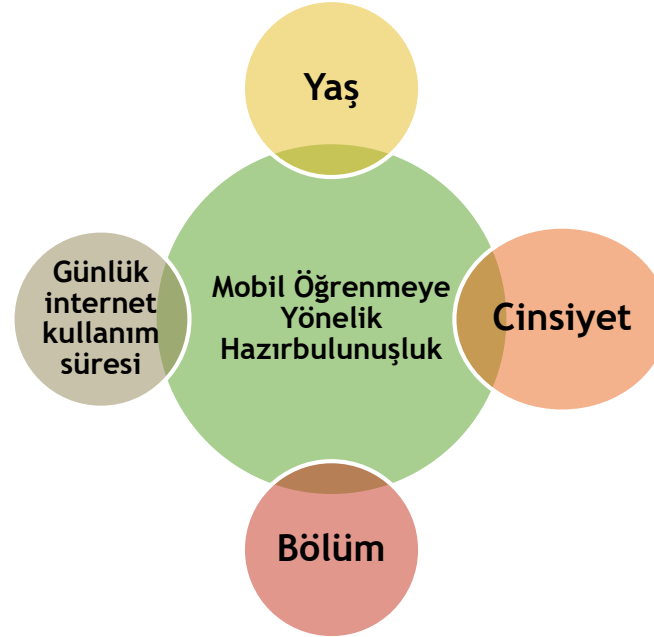 Yaş
Günlük
internet
kullanım
süresi
Mobil Öğrenmeye
Yönelik
Hazırbulunuşluk
Cinsiyet
Bölüm